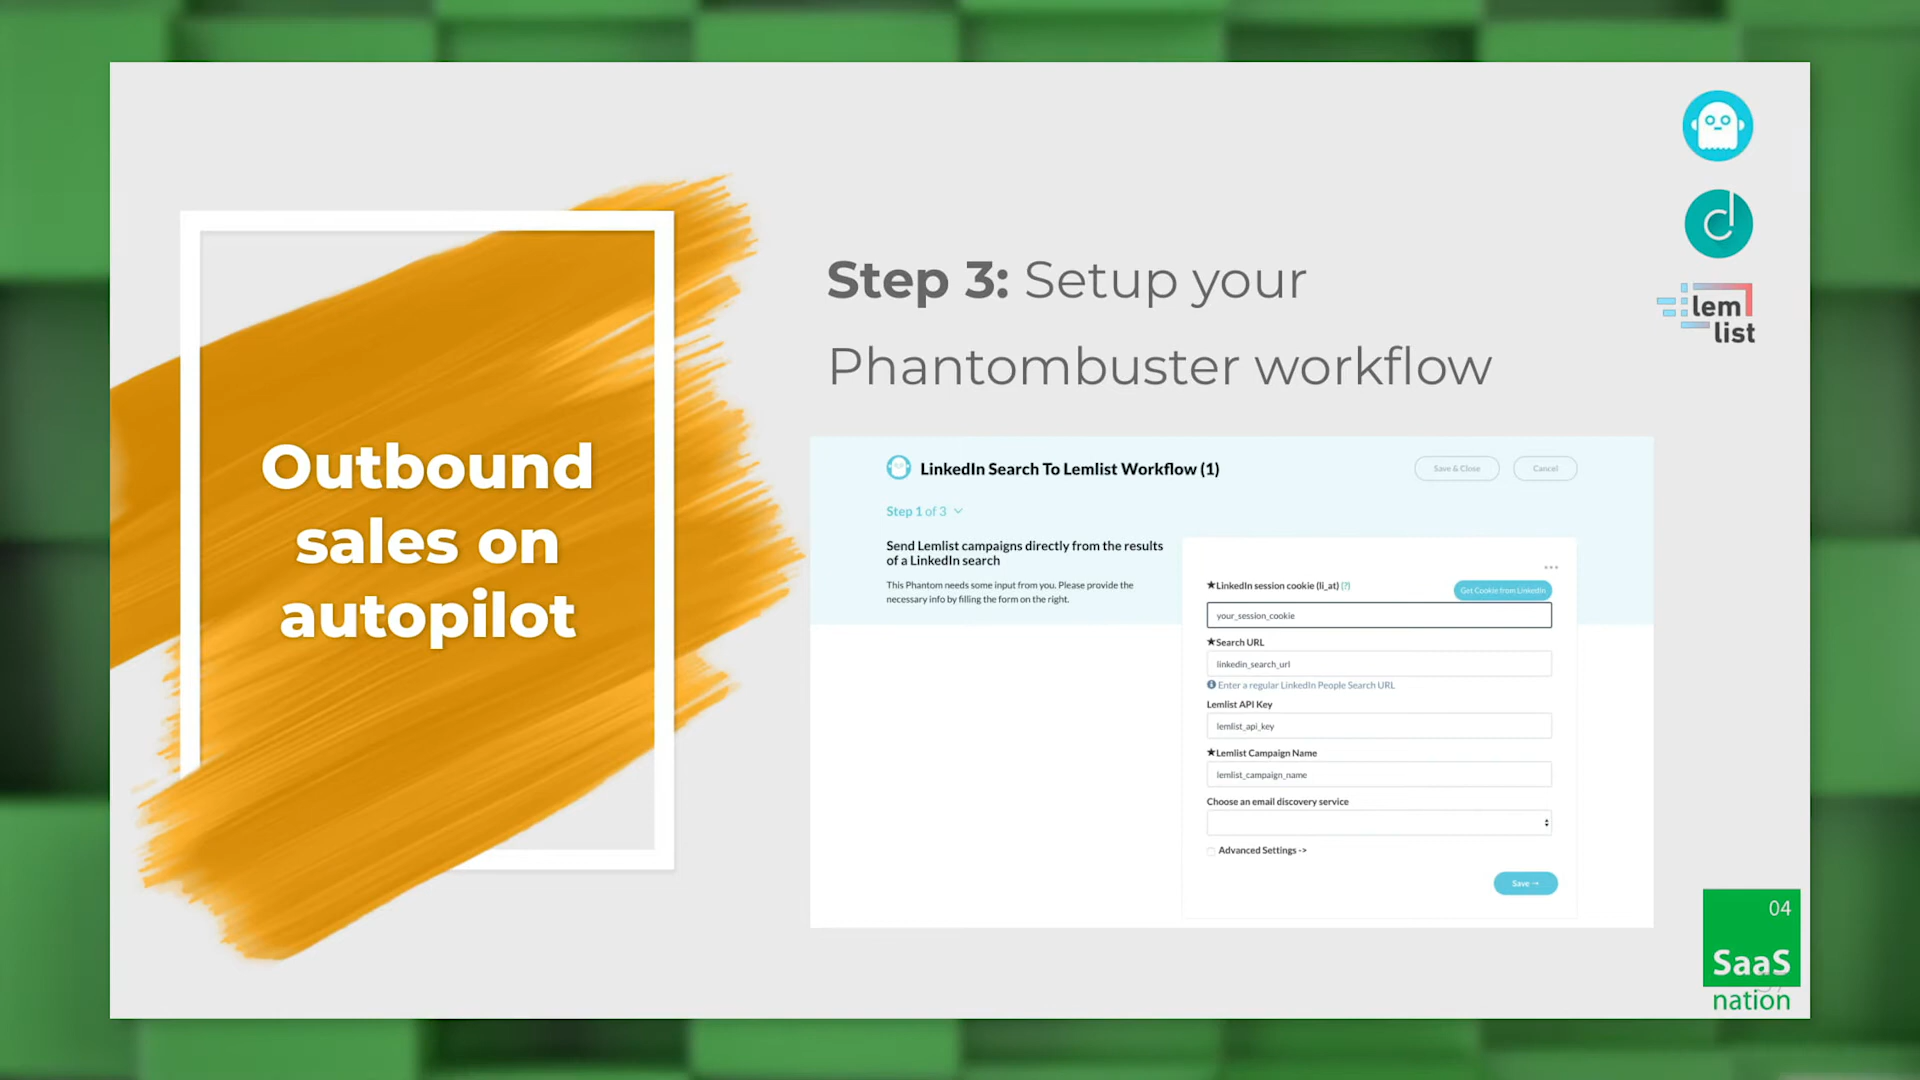 Outbound
sales on
autopilot
Step 3: Setup your
Phantombuster workflow
lem
list
LinkedIn Search To Lemlist Workflow (1)
Save & Close
Cancel
Step 1 of 3
Send Lemlist campaigns directly from the results
of a LinkedIn search
This Phantom needs some input from you. Please provide the
necessary info by filling the form on the right.
★LinkedIn session cookie (li_at) (?)
Get Cookie from LinkedIn
your_session_cookie
★Search URL
linkedin_search_url
Enter a regular LinkedIn People Search URL
Lemlist API Key
lemlist_api_key
★Lemlist Campaign Name
lemlist_campaign_name
Choose an email discovery service
Advanced Settings ->
Save →
04
SaaS
nation